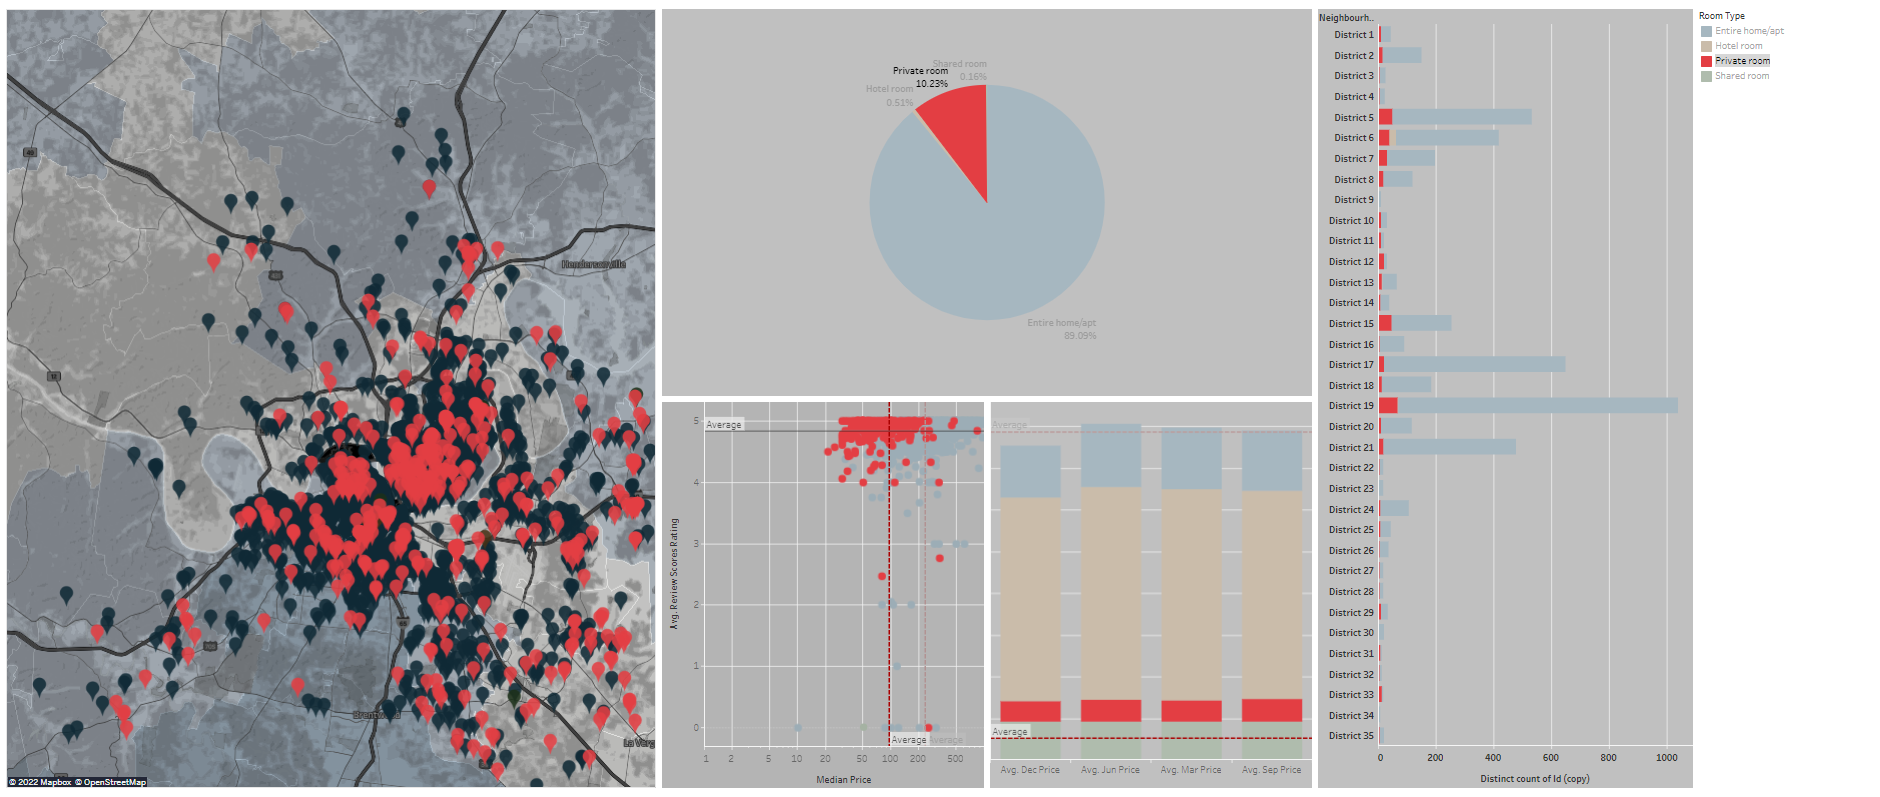 Hendersonville
40
12
65
Brentwood
La Verg
© 2022 Mapbox © OpenStreetMap
Shared room
0.16%
Private room
10.23%
Hotel room
0.51%
Entire home/apt
89.09%
Avg. Review Scores Rating
5
4
3
2
1
0
Average
Average
Average
1
2
5
10
20
50
100
200
500
Median Price
Average
Average
Avg. Dec Price
Avg. Jun Price
Avg. Mar Price
Avg. Sep Price
Neighbourh..
District 1
District 2
District 3
District 4
District 5
District 6
District 7
District 8
District 9
District 10
District 11
District 12
District 13
District 14
District 15
District 16
District 17
District 18
District 19
District 20
District 21
District 22
District 23
District 24
District 25
District 26
District 27
District 28
District 29
District 30
District 31
District 32
District 33
District 34
District 35
0
200
400
600
800
1000
Distinct count of Id (copy)
Room Type
Entire home/apt
Hotel room
Private room
Shared room